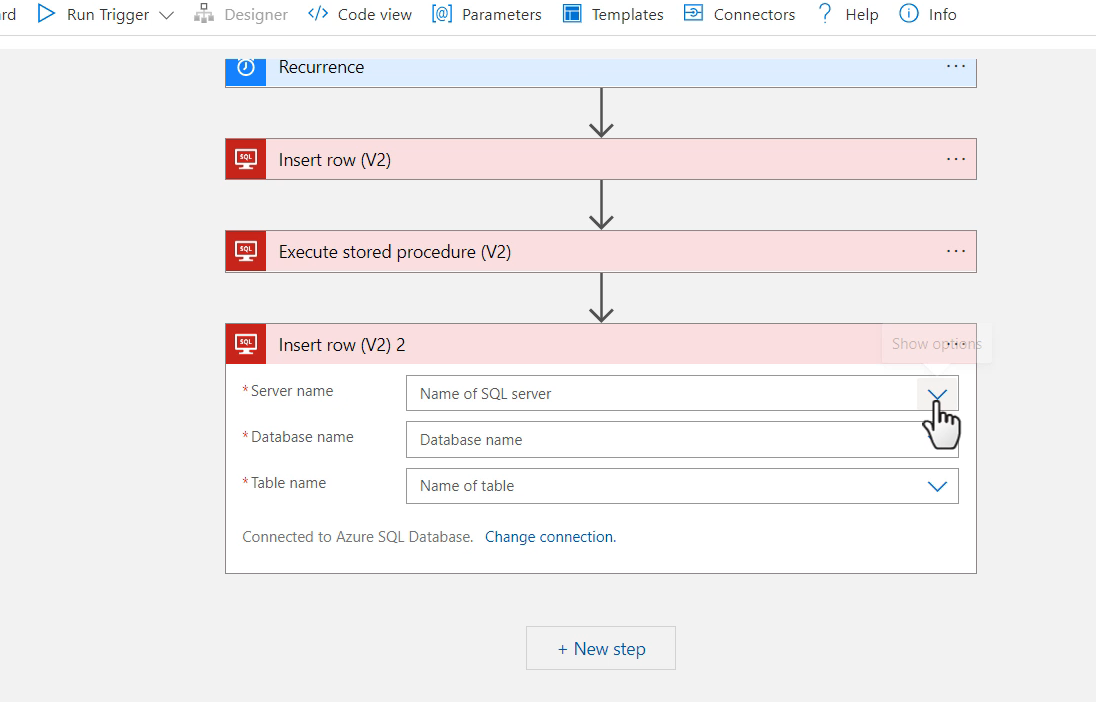 rd Run Trigger Designer </> Code view [@] Parameters Templates Connectors ? Help Info
Recurrence ...
SQL Insert row (V2) ...
SQL Execute stored procedure (V2) ...
SQL Insert row (V2) 2 Show options ...
* Server name Name of SQL server
* Database name Database name
* Table name Name of table
Connected to Azure SQL Database. Change connection.
+ New step